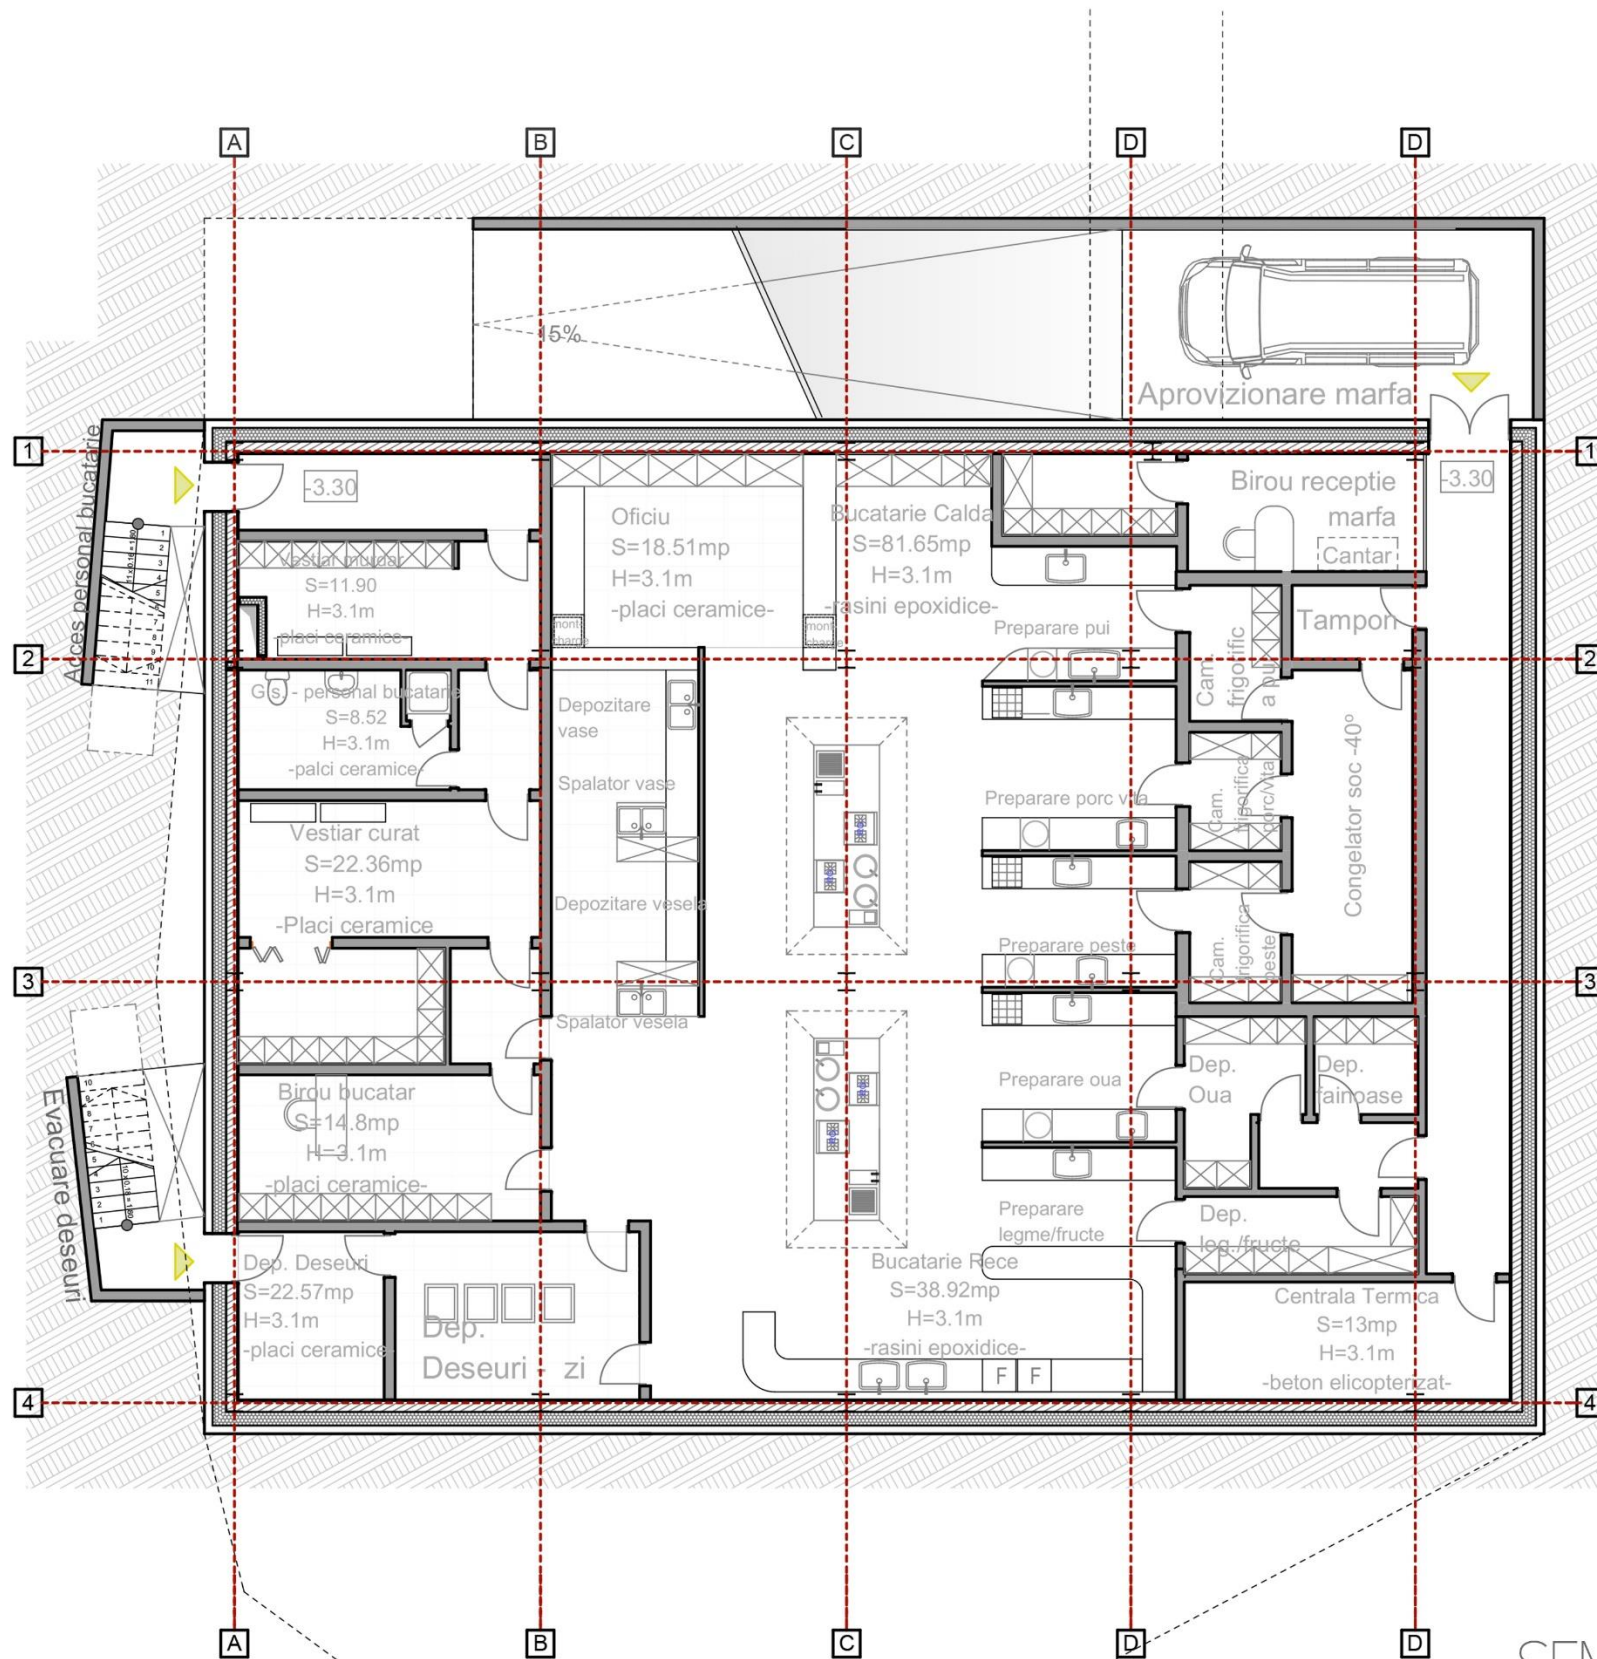 A B C D D
15%
Aprovizionare marfa
1 1
Acces personal bucatarie
-3.30
-3.30
Birou receptie
marfa
Cantar
Oficiu
S=18.51mp
H=3.1m
-placi ceramice-
Bucatarie Calda
S=81.65mp
H=3.1m
-rasini epoxidice-
Vestiar murdar
S=11.90
H=3.1m
-placi ceramice-
mont-
charge
mont-
charge
Preparare pui
Tampon
Cam.
frigorific
a pui
2 2
G.s. - personal bucatarie
S=8.52
H=3.1m
-palci ceramice-
Depozitare
vase
Spalator vase
Preparare porc vita
Cam.
frigorifica
porc/vita
Congelator soc -40º
Vestiar curat
S=22.36mp
H=3.1m
-Placi ceramice
Depozitare vesela
Preparare peste
Cam.
frigorifica
peste
3 3
Spalator vesela
Birou bucatar
S=14.8mp
H=3.1m
-placi ceramice-
Preparare oua
Dep.
Oua
Dep.
fainoase
Evacuare deseuri
Preparare
legme/fructe
Dep.
leg./fructe
Dep. Deseuri
S=22.57mp
H=3.1m
-placi ceramice-
Dep.
Deseuri - zi
Bucatarie Rece
S=38.92mp
H=3.1m
-rasini epoxidice-
F F
Centrala Termica
S=13mp
H=3.1m
-beton elicopterizat-
4 4
A B C D D